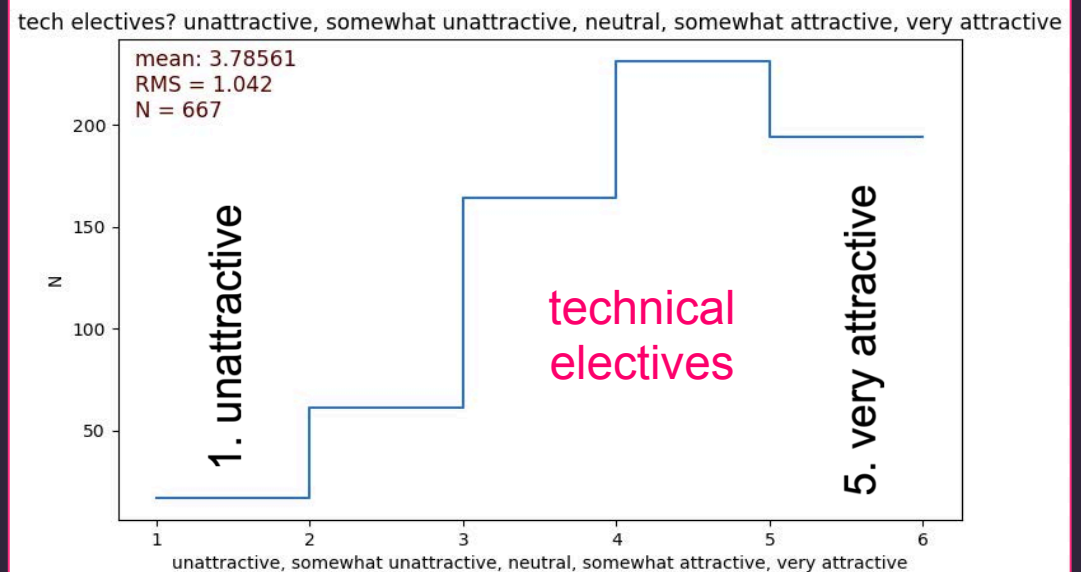 tech electives? unattractive, somewhat unattractive, neutral, somewhat attractive, very attractive
mean: 3.78561
RMS = 1.042
N = 667
200
150
100
50
N
1. unattractive
technical
electives
5. very attractive
1 2 3 4 5 6
unattractive, somewhat unattractive, neutral, somewhat attractive, very attractive